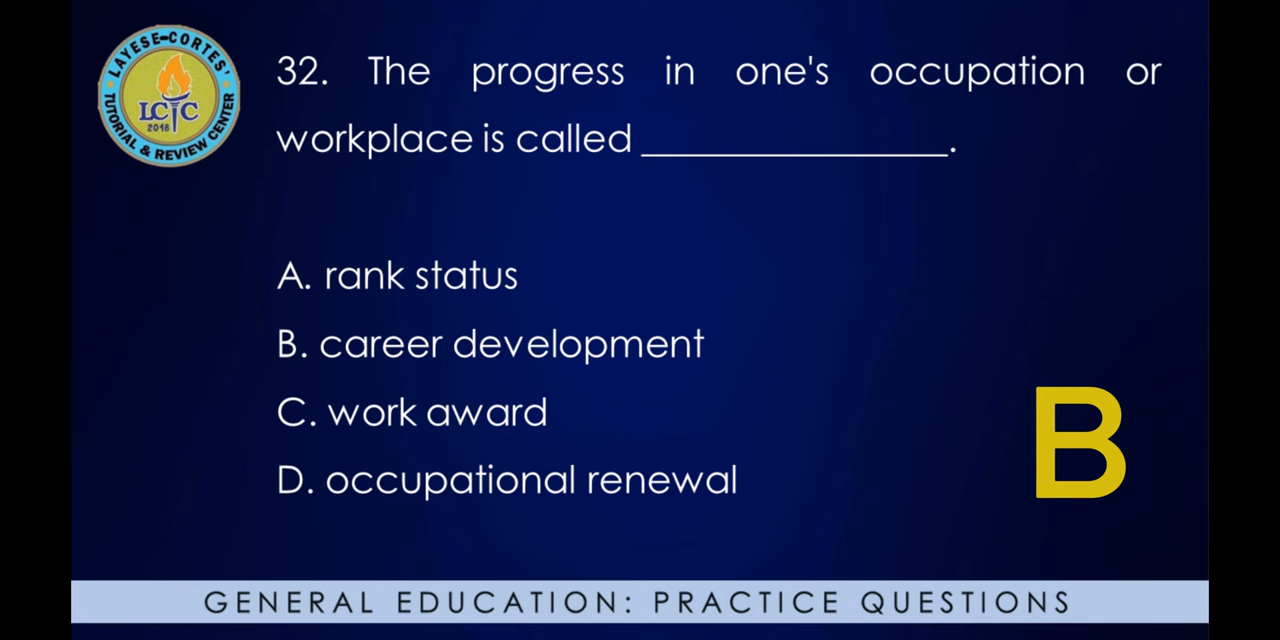 LAYESE-CORTES'
LCTC
2018
TUTORIAL & REVIEW CENTER
32. The progress in one's occupation or
workplace is called ________________.
A. rank status
B. career development
C. work award
D. occupational renewal
B
GENERAL EDUCATION: PRACTICE QUESTIONS